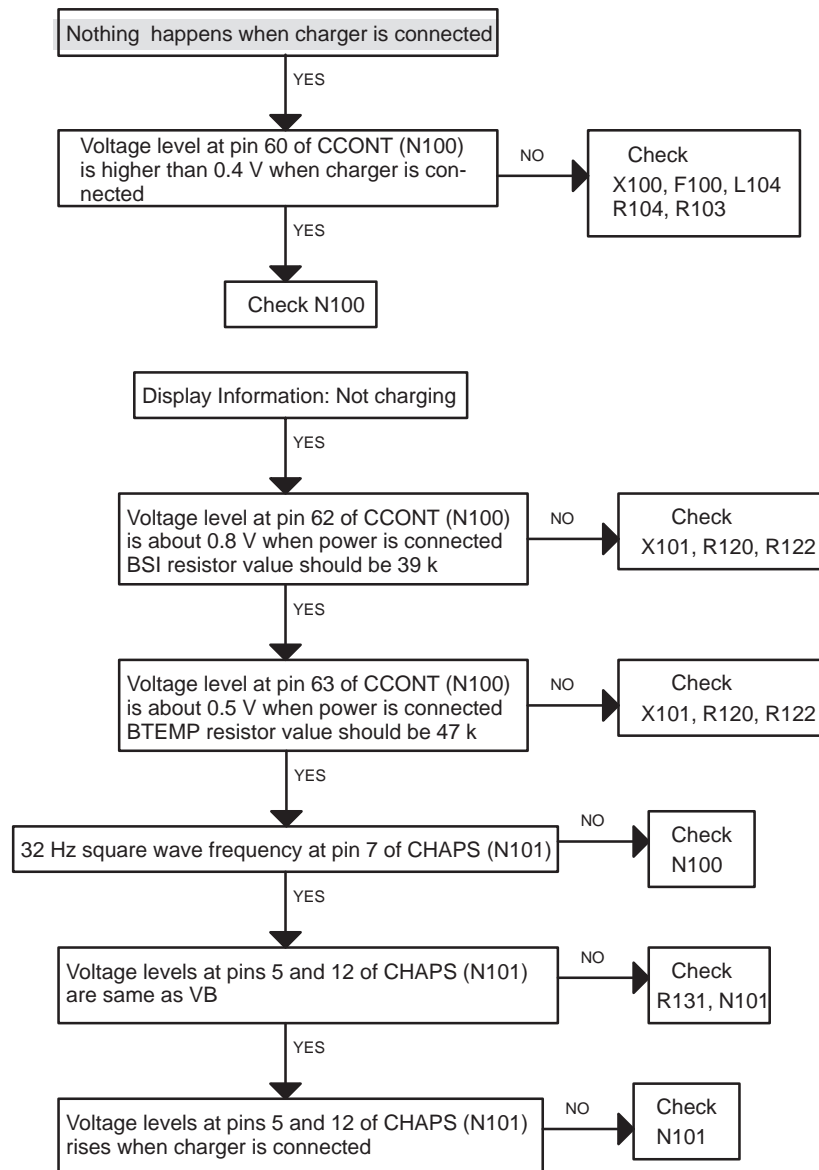 Nothing happens when charger is connected
YES
Voltage level at pin 60 of CCONT (N100)
is higher than 0.4 V when charger is con-
nected
NO
Check
X100, F100, L104
R104, R103
YES
Check N100
Display Information: Not charging
YES
Voltage level at pin 62 of CCONT (N100)
is about 0.8 V when power is connected
BSI resistor value should be 39 k
NO
Check
X101, R120, R122
YES
Voltage level at pin 63 of CCONT (N100)
is about 0.5 V when power is connected
BTEMP resistor value should be 47 k
NO
Check
X101, R120, R122
YES
32 Hz square wave frequency at pin 7 of CHAPS (N101)
NO
Check
N100
YES
Voltage levels at pins 5 and 12 of CHAPS (N101)
are same as VB
NO
Check
R131, N101
YES
Voltage levels at pins 5 and 12 of CHAPS (N101)
rises when charger is connected
NO
Check
N101